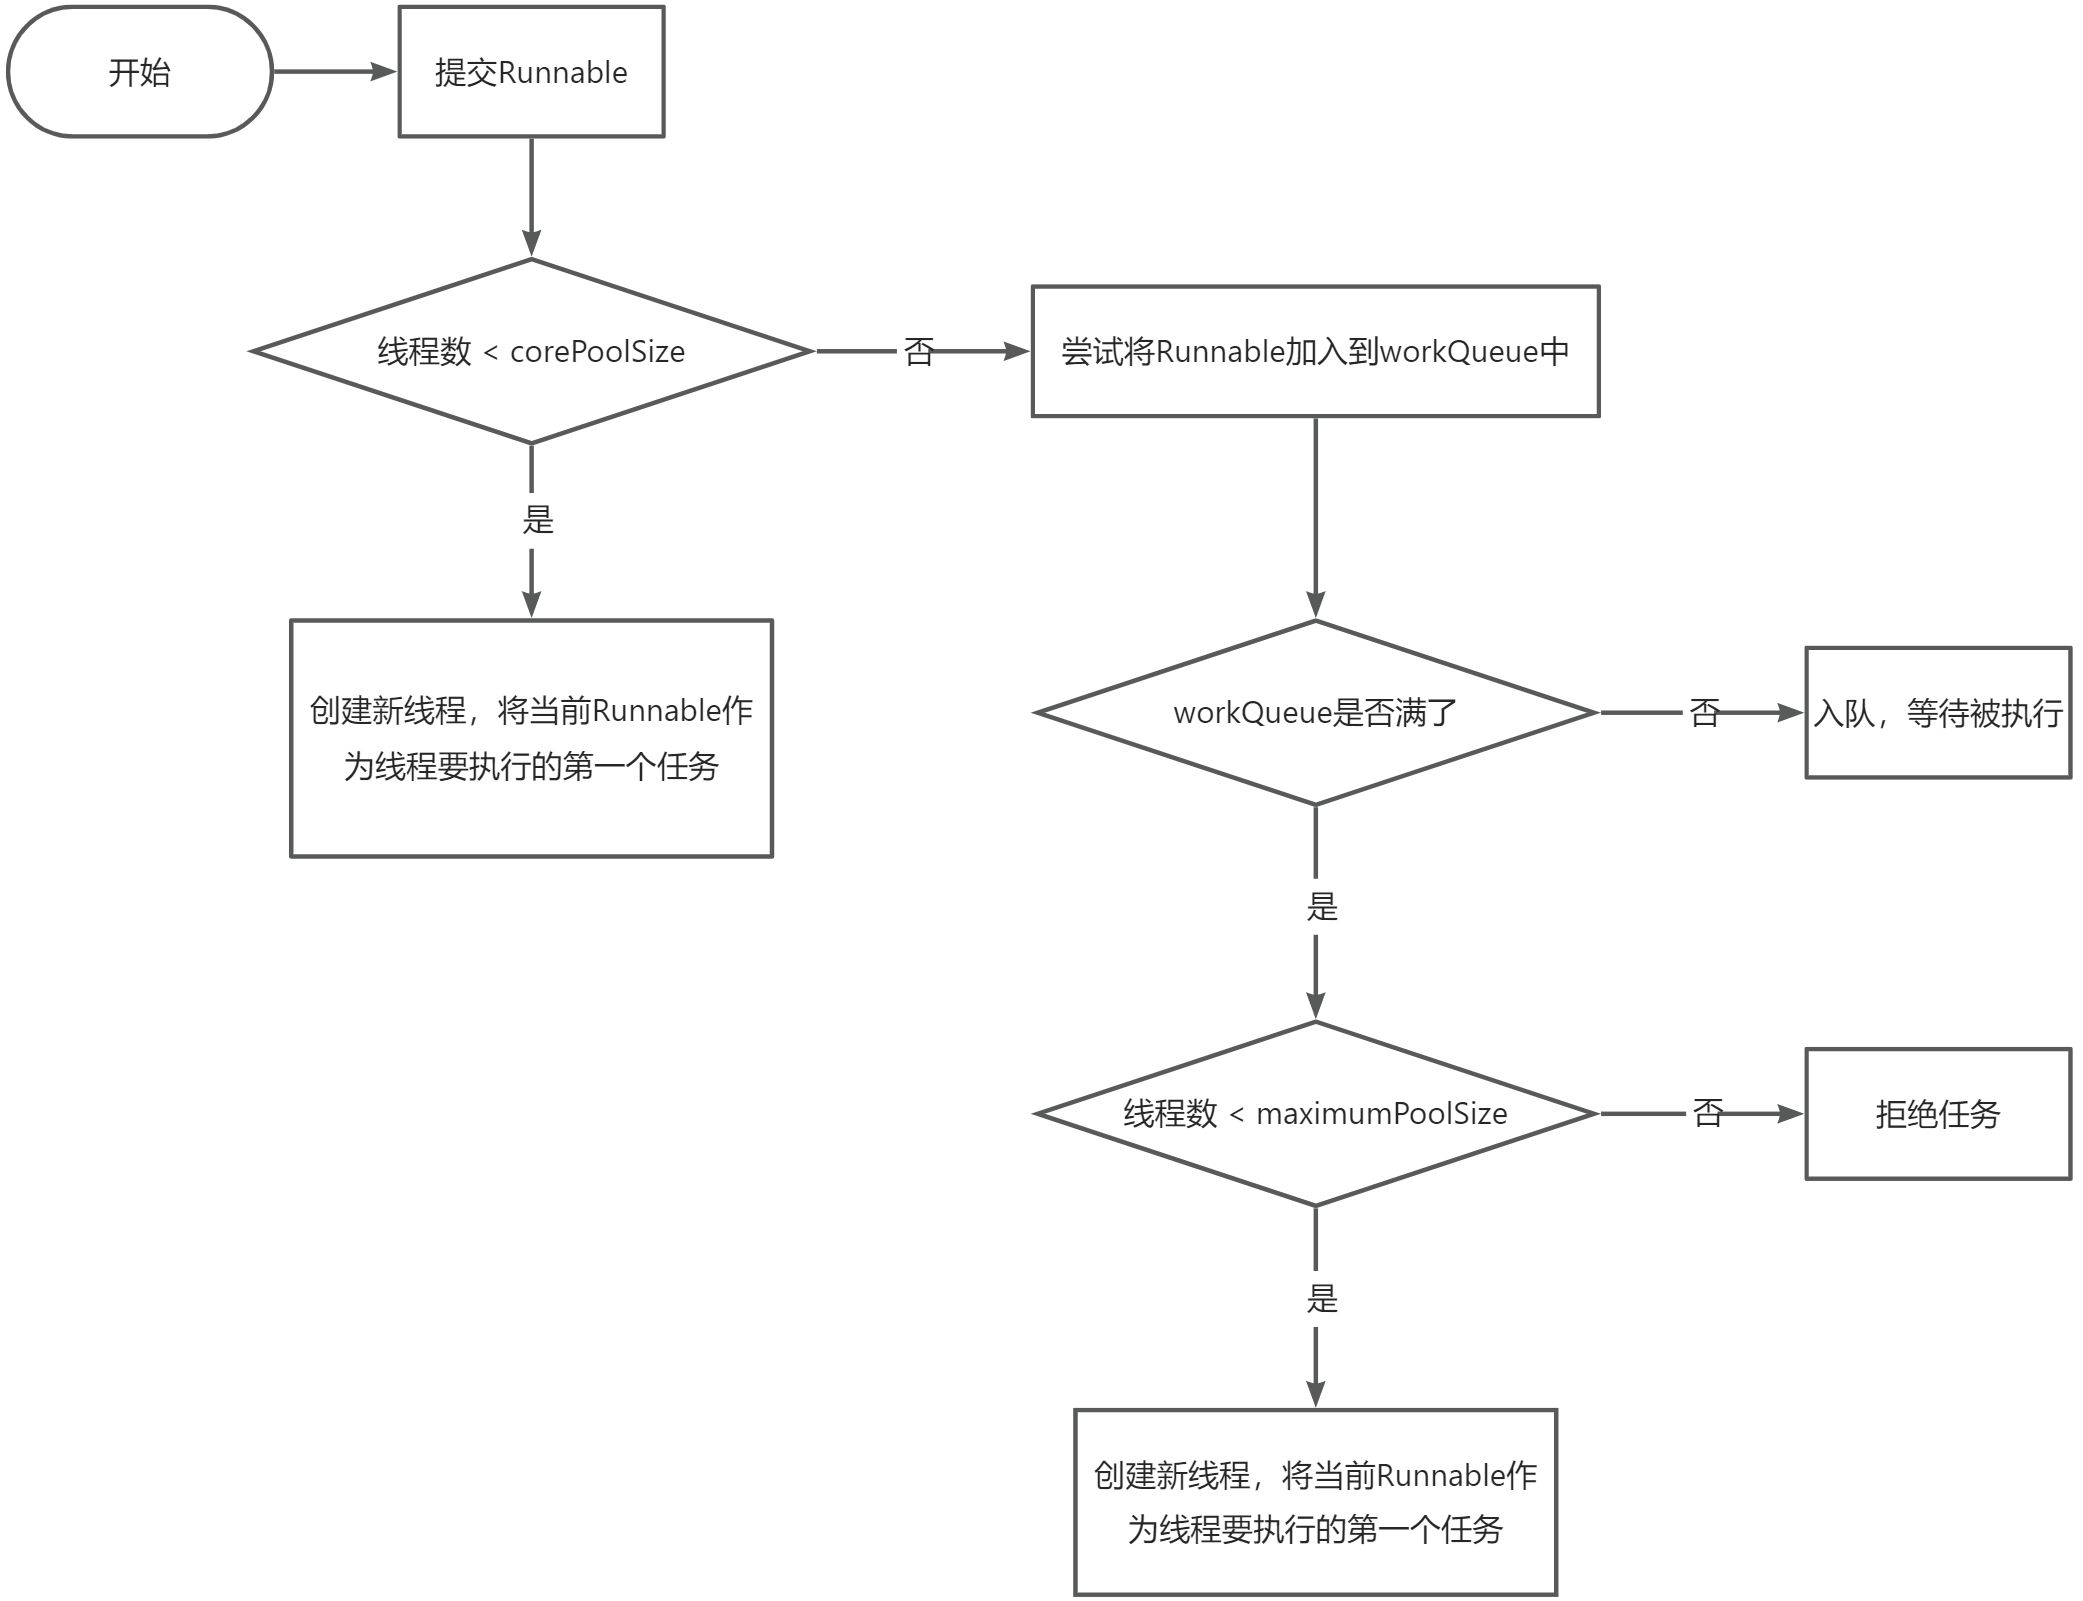 开始
提交Runnable
线程数 < corePoolSize
否
尝试将Runnable加入到workQueue中
是
创建新线程，将当前Runnable作
为线程要执行的第一个任务
workQueue是否满了
否
入队，等待被执行
是
线程数 < maximumPoolSize
否
拒绝任务
是
创建新线程，将当前Runnable作
为线程要执行的第一个任务